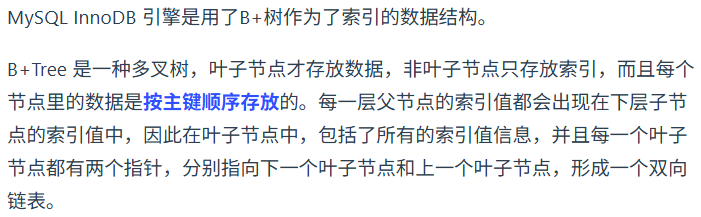 MySQL InnoDB 引擎是用了B+树作为了索引的数据结构。
B+Tree 是一种多叉树，叶子节点才存放数据，非叶子节点只存放索引，而且每个
节点里的数据是按主键顺序存放的。每一层父节点的索引值都会出现在下层子节
点的索引值中，因此在叶子节点中，包括了所有的索引值信息，并且每一个叶子
节点都有两个指针，分别指向下一个叶子节点和上一个叶子节点，形成一个双向
链表。